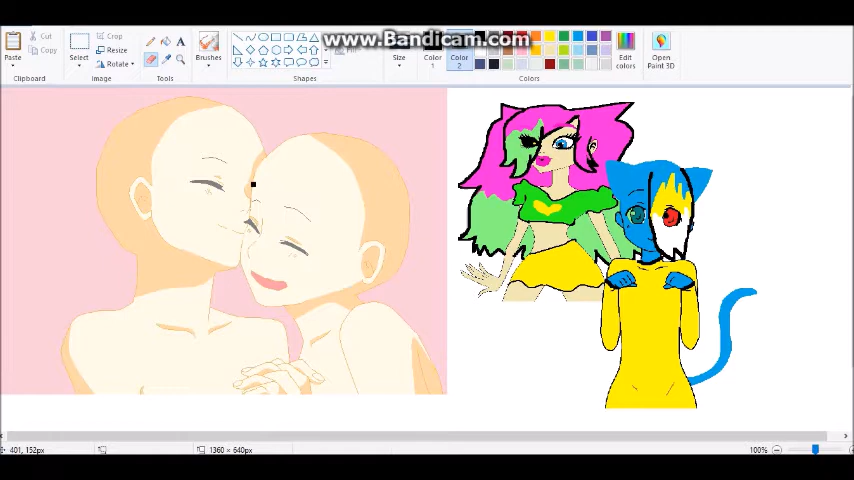 www.Bandicam.com
Cut
Crop
Copy
Resize
Rotate
Fill
Paste
Select
Brushes
Size
Color
1
Color
2
Edit
colors
Open
Paint 3D
Clipboard
Image
Tools
Shapes
Colors
401, 152px
1360 × 640px
100%